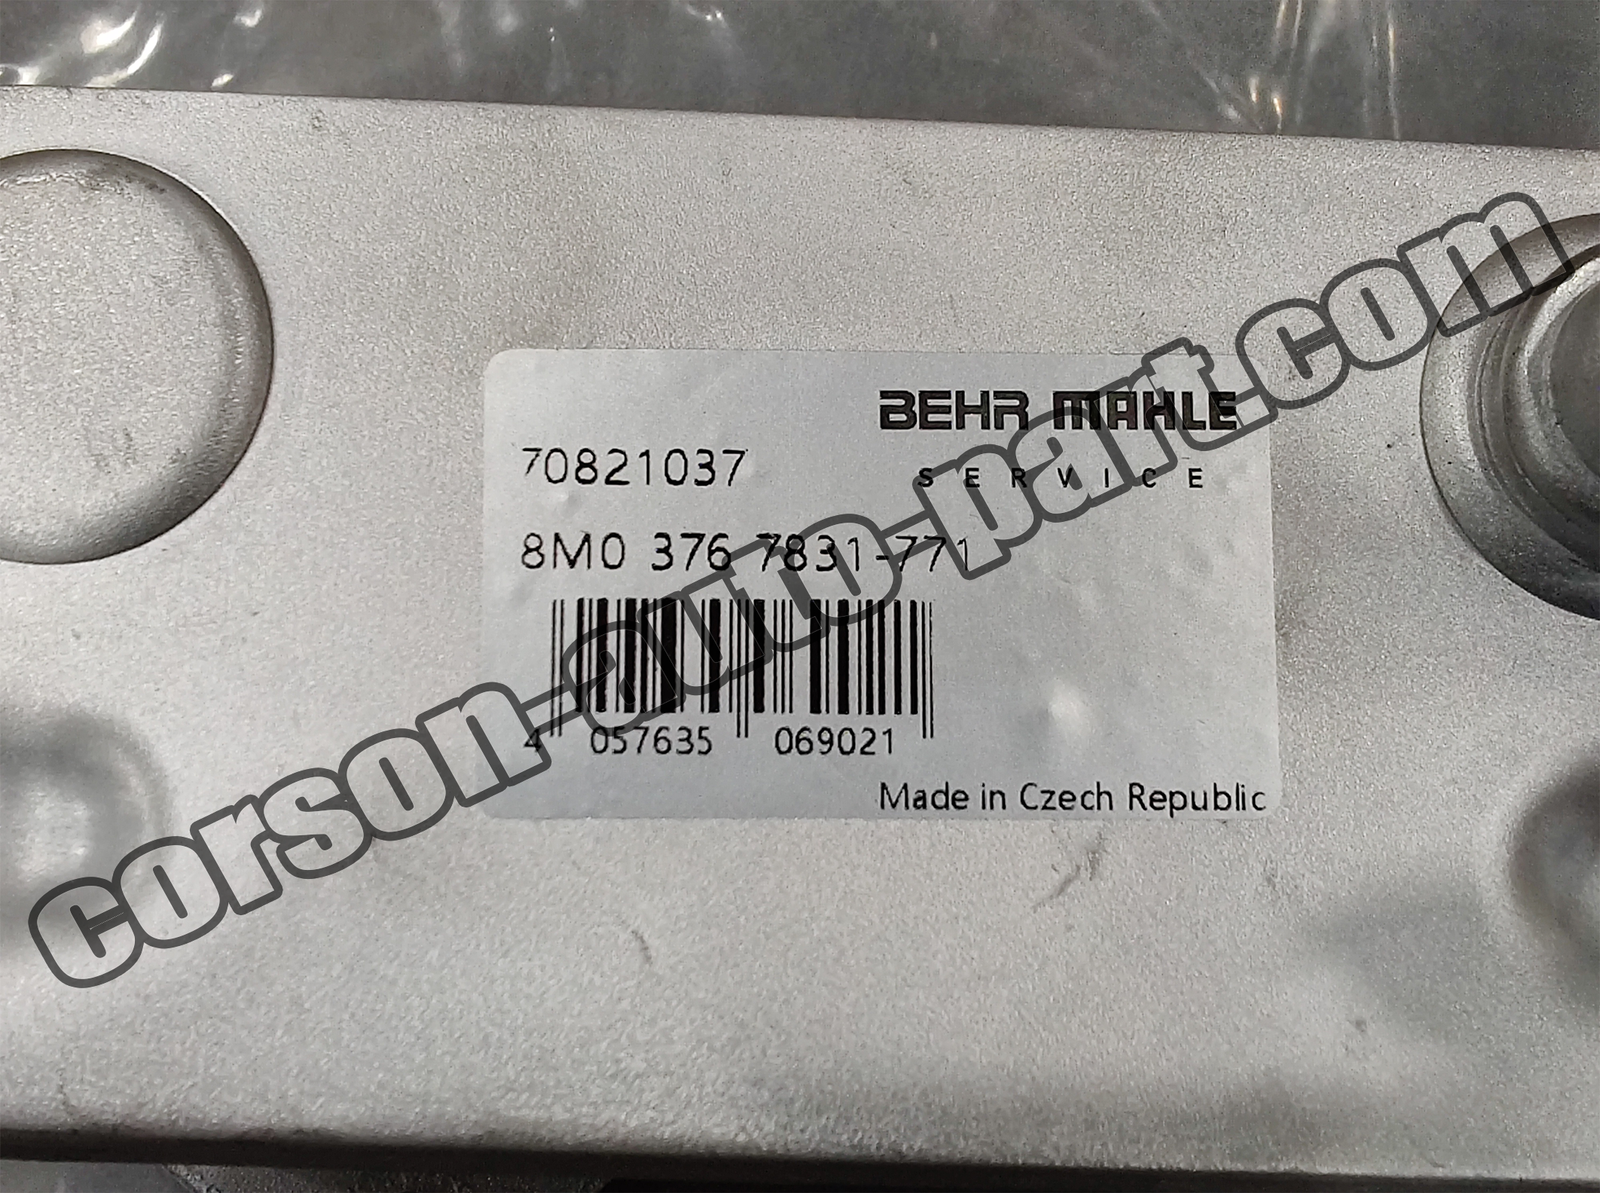 BEHR MAHLE
SERVICE
70821037
8M0 376 7831-771
4 057635 069021
Made in Czech Republic
corson-auto-part.com